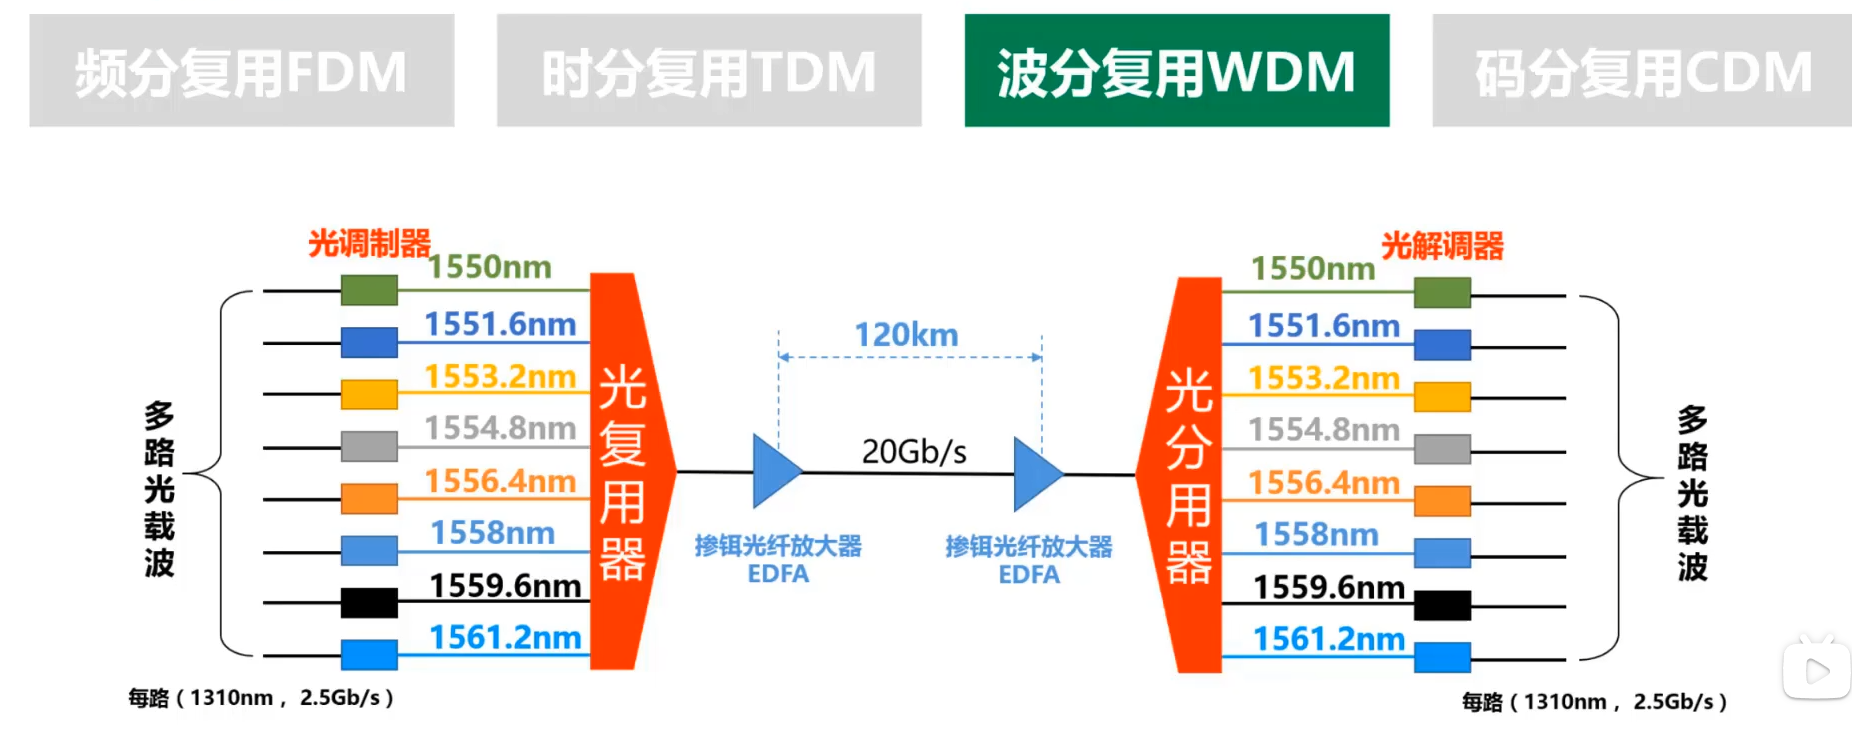 频分复用FDM
时分复用TDM
波分复用WDM
码分复用CDM
光调制器
1550nm
1551.6nm
1553.2nm
1554.8nm
1556.4nm
1558nm
1559.6nm
1561.2nm
多路光载波
每路（1310nm， 2.5Gb/s）
光复用器
120km
20Gb/s
掺铒光纤放大器
EDFA
掺铒光纤放大器
EDFA
光分用器
光解调器
1550nm
1551.6nm
1553.2nm
1554.8nm
1556.4nm
1558nm
1559.6nm
1561.2nm
多路光载波
每路（1310nm， 2.5Gb/s）